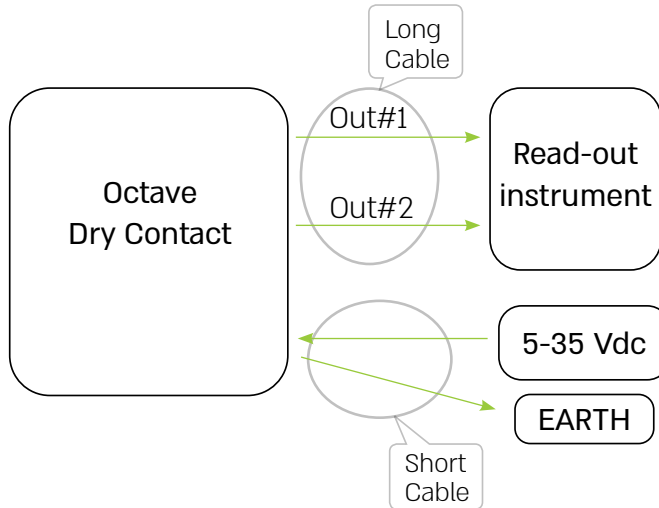 Long
Cable
Out#1
Out#2
Octave
Dry Contact
Read-out
instrument
5-35 Vdc
EARTH
Short
Cable